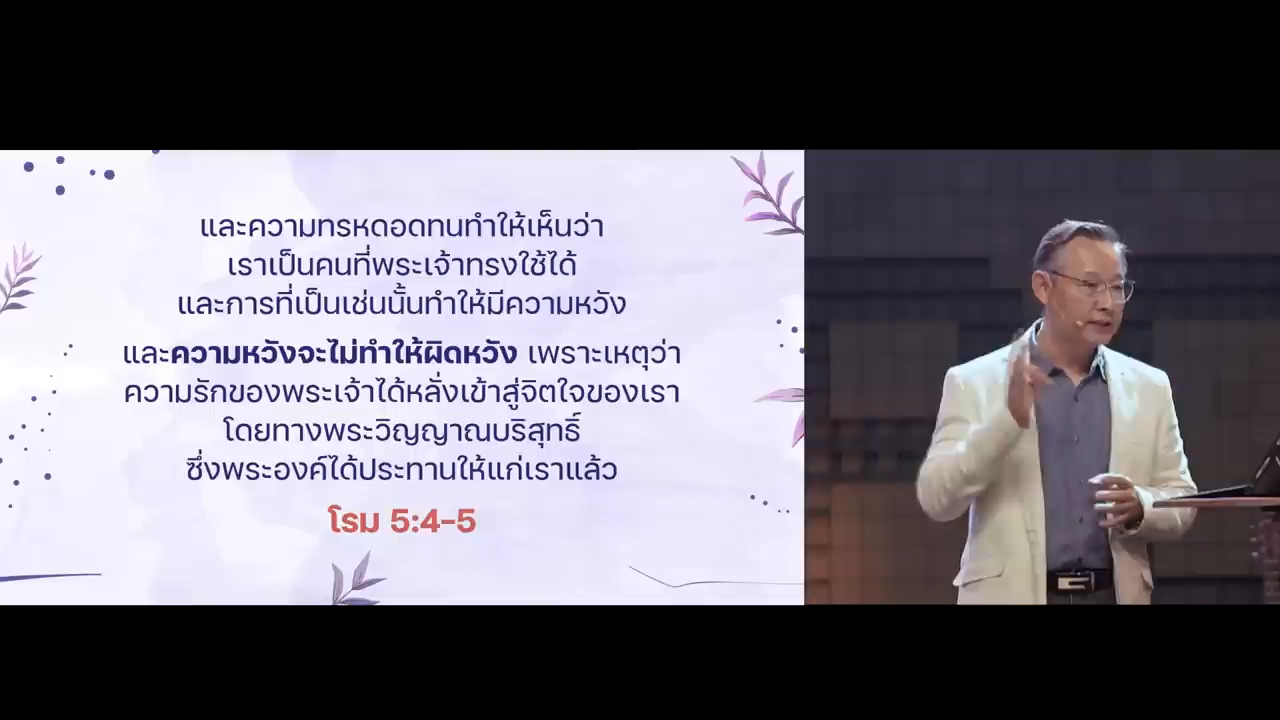 และความทรหดอดทนทำให้เห็นว่า
เราเป็นคนที่พระเจ้าทรงใช้ได้
และการที่เป็นเช่นนั้นทำให้มีความหวัง
และความหวังจะไม่ทำให้ผิดหวัง เพราะเหตุว่า
ความรักของพระเจ้าได้หลั่งเข้าสู่จิตใจของเรา
โดยทางพระวิญญาณบริสุทธิ์
ซึ่งพระองค์ได้ประทานให้แก่เราแล้ว
โรม 5:4-5